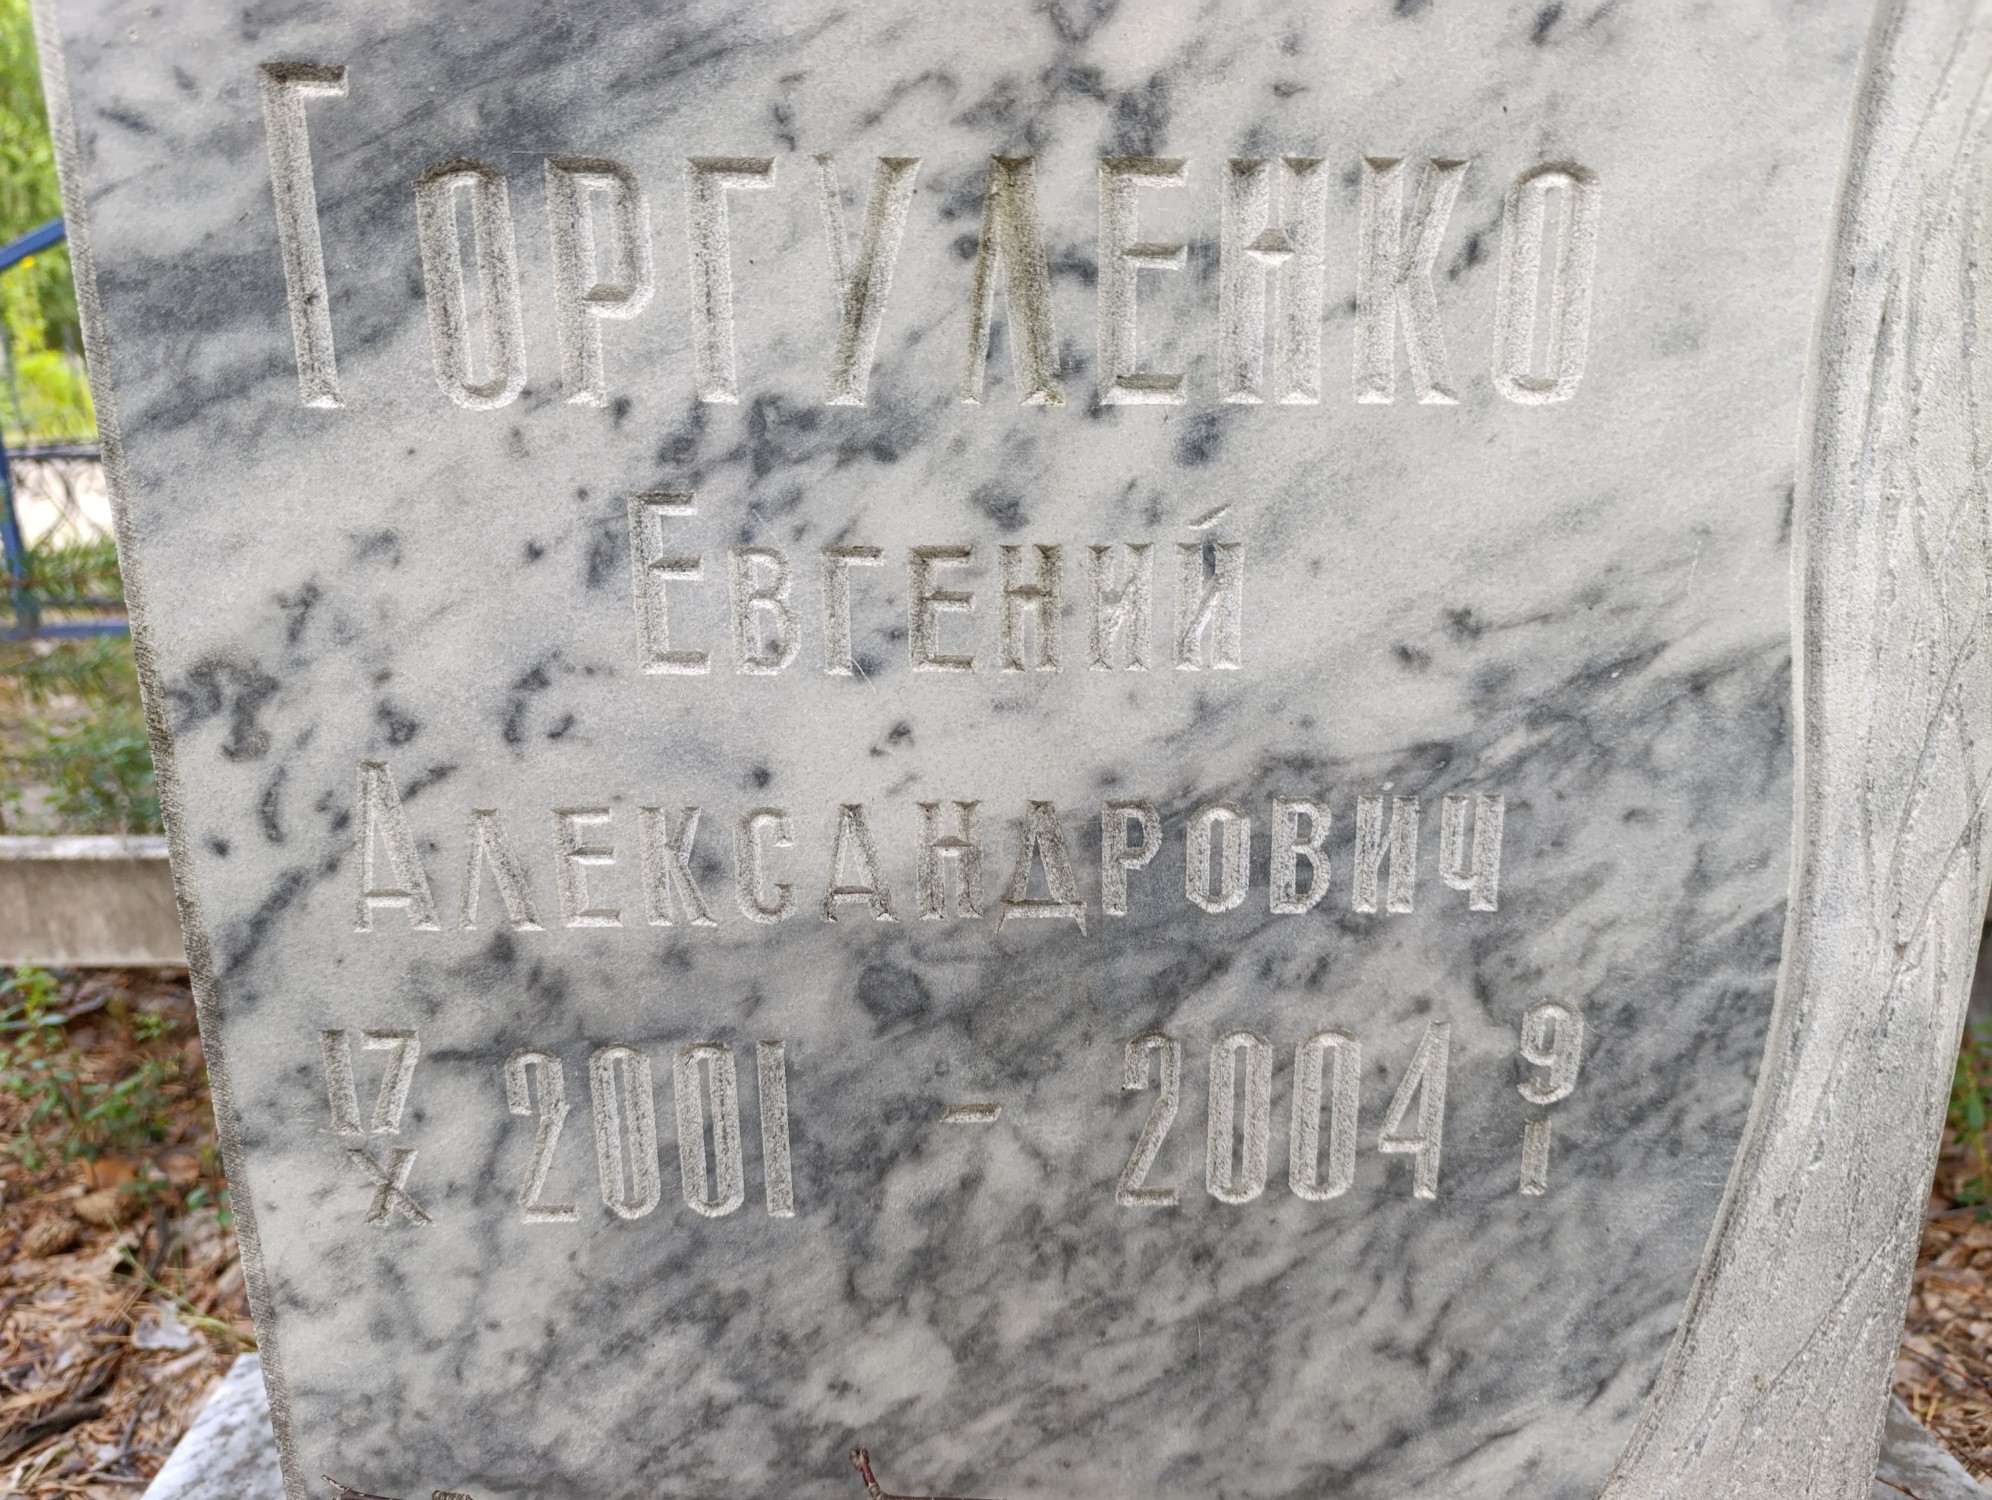 Горгуленко
Евгений
Александрович
17/X 2001 - 2004 9/I